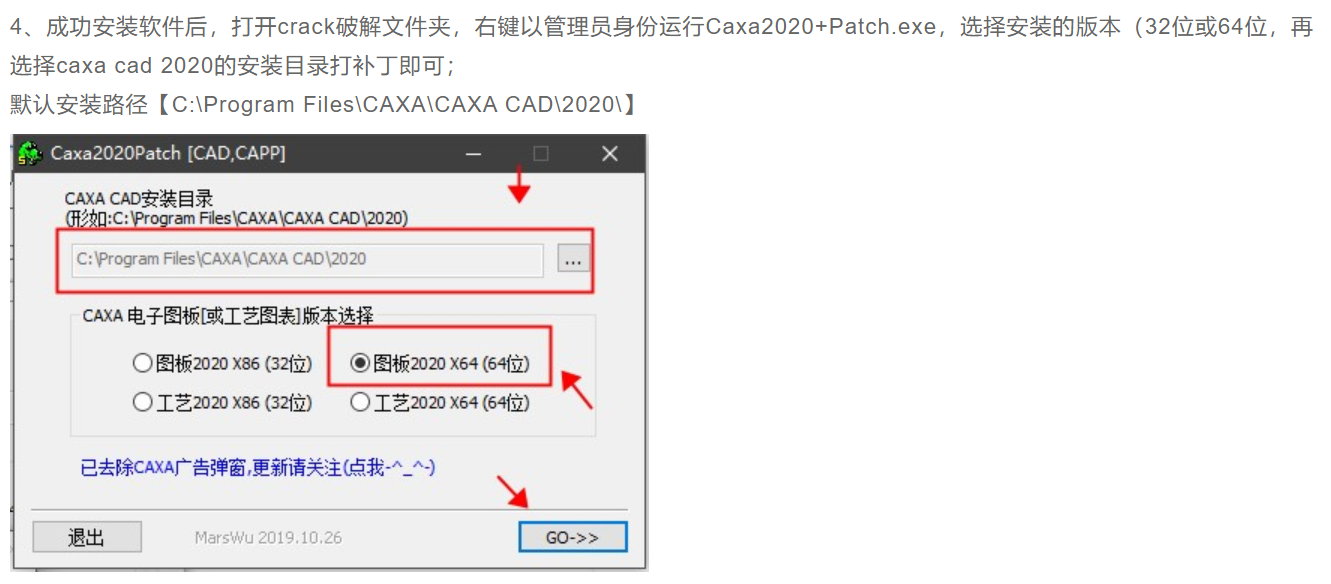 4、成功安装软件后，打开crack破解文件夹，右键以管理员身份运行Caxa2020+Patch.exe，选择安装的版本（32位或64位，再
选择caxa cad 2020的安装目录打补丁即可；
默认安装路径【C:\Program Files\CAXA\CAXA CAD\2020\】
Caxa2020Patch [CAD,CAPP]
CAXA CAD安装目录
(形如:C:\Program Files\CAXA\CAXA CAD\2020)
C:\Program Files\CAXA\CAXA CAD\2020
...
CAXA 电子图板[或工艺图表]版本选择
图板2020 X86 (32位) 图板2020 X64 (64位)
工艺2020 X86 (32位) 工艺2020 X64 (64位)
已去除CAXA广告弹窗,更新请关注(点我-^_^-)
退出 MarsWu 2019.10.26 GO->>